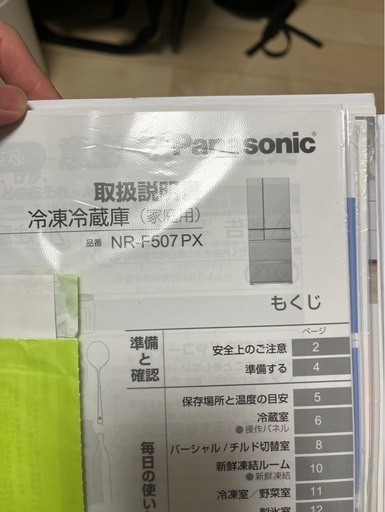 Panasonic
取扱説明
冷凍冷蔵庫（家庭用）
品番 NR-F507PX
もくじ
ページ
準備と確認
安全上のご注意 2
準備する 4
毎日の使い
保存場所と温度の目安 5
冷蔵室 6
●操作パネル
パーシャル/チルド切替室 8
新鮮凍結ルーム 10
●新鮮凍結
冷凍室/野菜室 11
製氷室 12